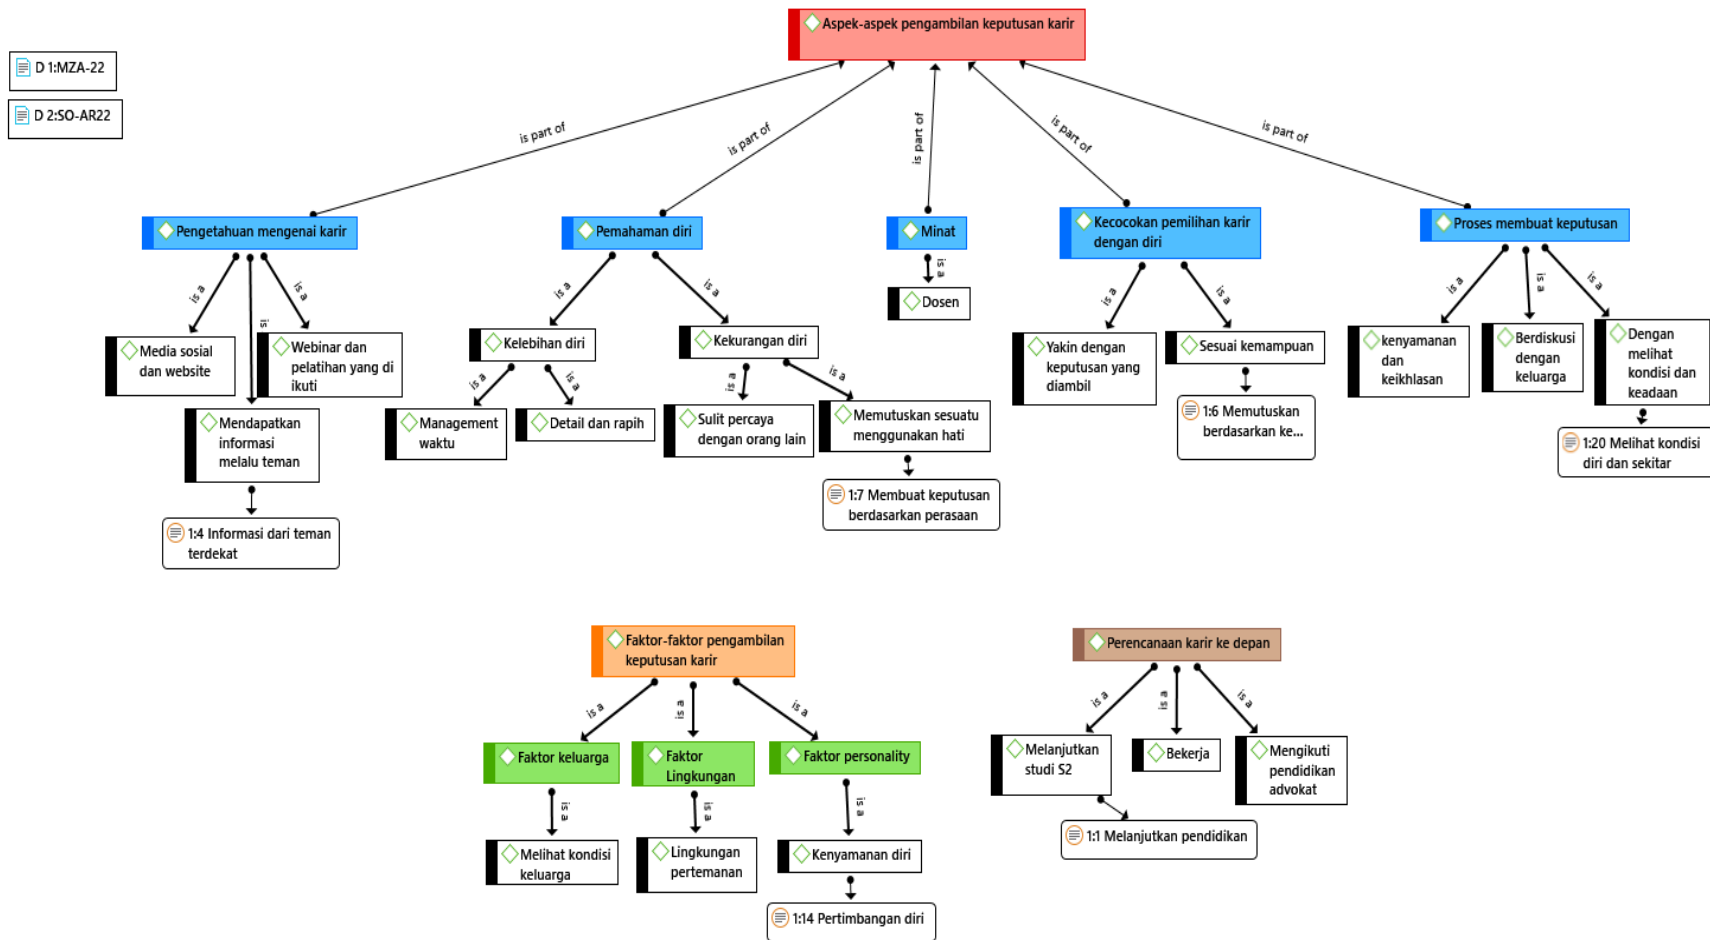 Aspek-aspek pengambilan keputusan karir
D 1:MZA-22
D 2:SO-AR22
is part of
is part of
is part of
is part of
is part of
Pengetahuan mengenai karir
Pemahaman diri
Minat
Kecocokan pemilihan karir
dengan diri
Proses membuat keputusan
is a
is
is a
is a
is a
is a
is a
is a
is a
is a
is a
Media sosial
dan website
Webinar dan
pelatihan yang di
ikuti
Mendapatkan
informasi
melalu teman
1:4 Informasi dari teman
terdekat
Kelebihan diri
Kekurangan diri
is a
is a
is a
is a
Management
waktu
Detail dan rapih
Sulit percaya
dengan orang lain
Memutuskan sesuatu
menggunakan hati
1:7 Membuat keputusan
berdasarkan perasaan
Dosen
Yakin dengan
keputusan yang
diambil
Sesuai kemampuan
1:6 Memutuskan
berdasarkan ke...
kenyamanan
dan
keikhlasan
Berdiskusi
dengan
keluarga
Dengan
melihat
kondisi dan
keadaan
1:20 Melihat kondisi
diri dan sekitar
Faktor-faktor pengambilan
keputusan karir
is a
is a
is a
Faktor keluarga
Faktor
Lingkungan
Faktor personality
is a
is a
is a
Melihat kondisi
keluarga
Lingkungan
pertemanan
Kenyamanan diri
1:14 Pertimbangan diri
Perencanaan karir ke depan
is a
is a
is a
Melanjutkan
studi S2
Bekerja
Mengikuti
pendidikan
advokat
1:1 Melanjutkan pendidikan